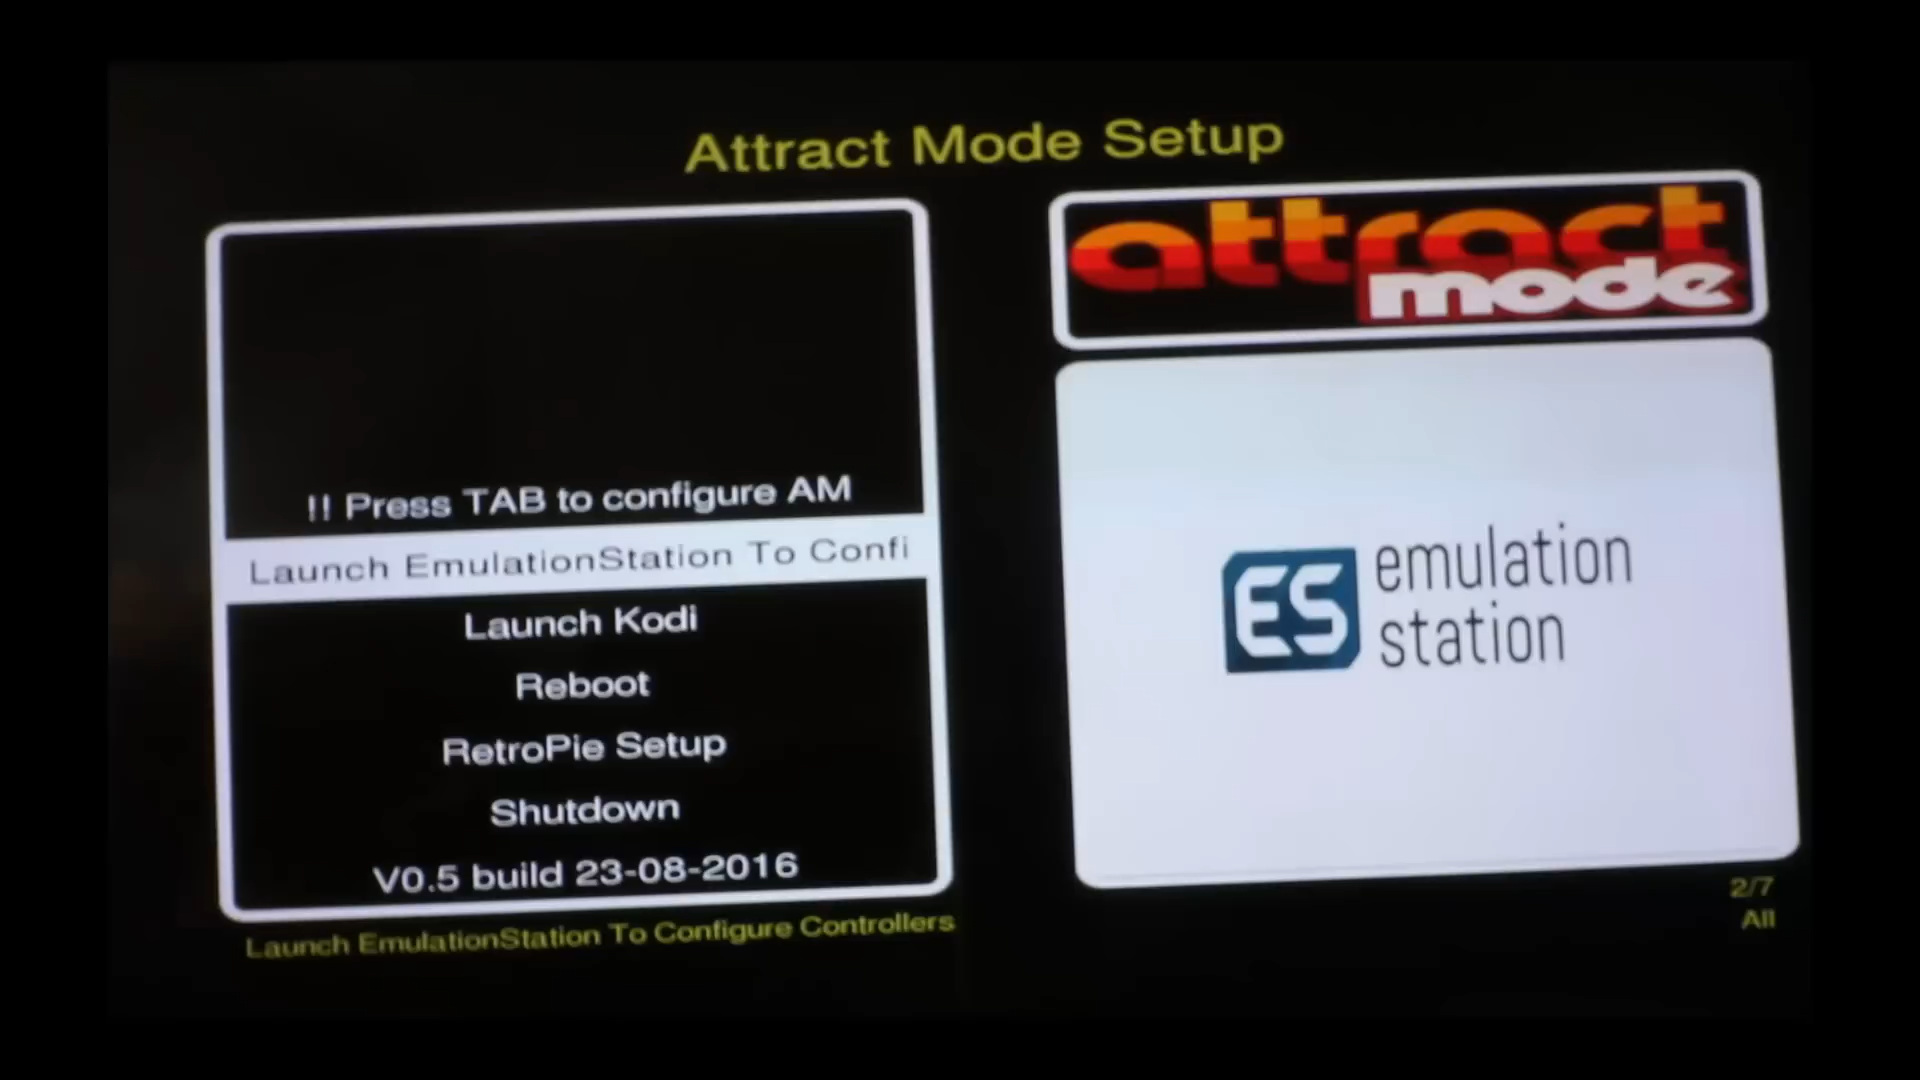 Attract Mode Setup
!! Press TAB to configure AM
Launch EmulationStation To Confi
Launch Kodi
Reboot
RetroPie Setup
Shutdown
V0.5 build 23-08-2016
Launch EmulationStation To Configure Controllers
attract
mode
ES
emulation
station
2/7
All